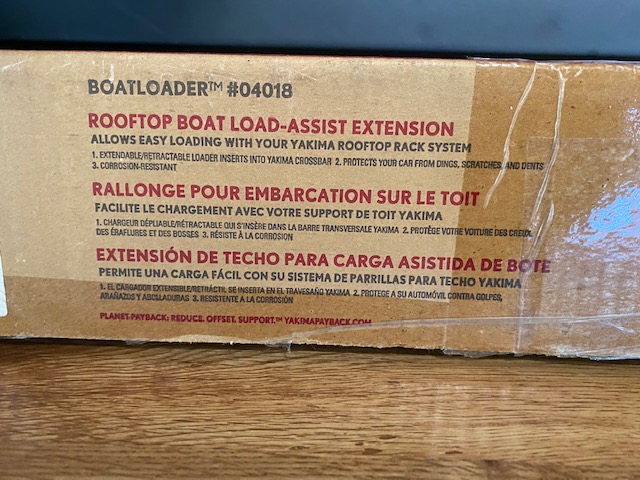 BOATLOADER™ #04018
ROOFTOP BOAT LOAD-ASSIST EXTENSION
ALLOWS EASY LOADING WITH YOUR YAKIMA ROOFTOP RACK SYSTEM
1. EXTENDABLE/RETRACTABLE LOADER INSERTS INTO YAKIMA CROSSBAR 2. PROTECTS YOUR CAR FROM DINGS, SCRATCHES, AND DENTS
3. CORROSION-RESISTANT
RALLONGE POUR EMBARCATION SUR LE TOIT
FACILITE LE CHARGEMENT AVEC VOTRE SUPPORT DE TOIT YAKIMA
1. CHARGEUR DÉPLIABLE/RÉTRACTABLE QUI S'INSÈRE DANS LA BARRE TRANSVERSALE YAKIMA 2. PROTÈGE VOTRE VOITURE DES CREUX,
DES ÉRAFLURES ET DES BOSSES 3. RÉSISTE À LA CORROSION
EXTENSIÓN DE TECHO PARA CARGA ASISTIDA DE BOTE
PERMITE UNA CARGA FÁCIL CON SU SISTEMA DE PARRILLAS PARA TECHO YAKIMA
1. EL CARGADOR EXTENSIBLE/RETRÁCTIL SE INSERTA EN EL TRAVESAÑO YAKIMA 2. PROTEGE A SU AUTOMÓVIL CONTRA GOLPES,
ARAÑAZOS Y ABOLLADURAS 3. RESISTENTE A LA CORROSIÓN
PLANET PAYBACK: REDUCE. OFFSET. SUPPORT.™ YAKIMAPAYBACK.COM